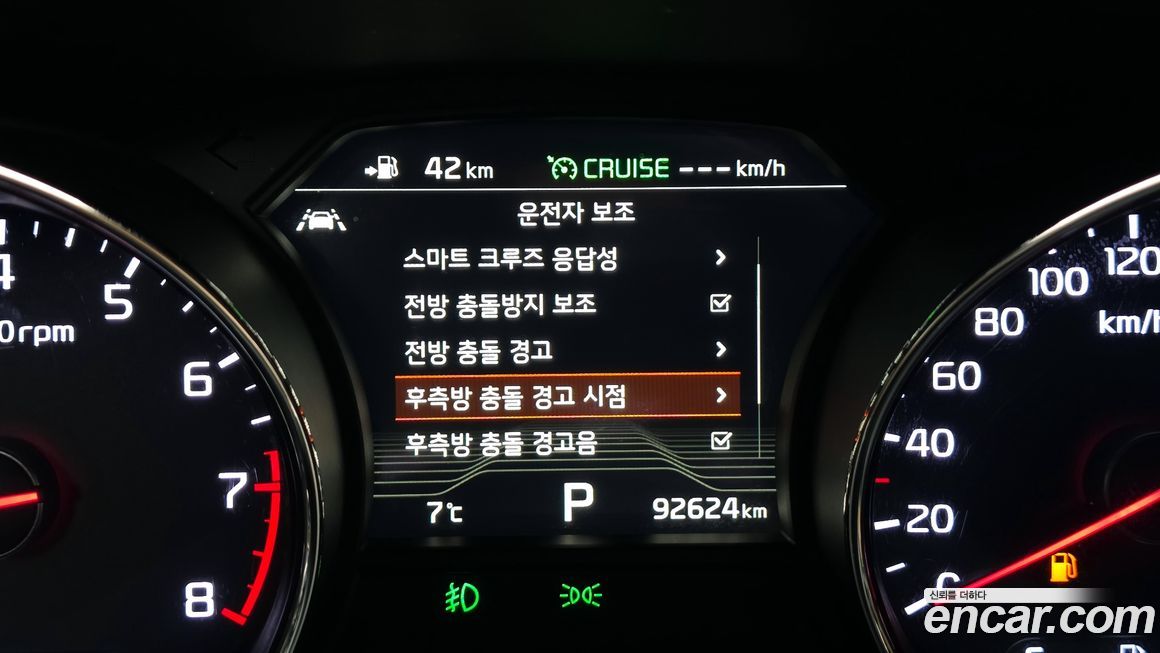 42 km CRUISE ---km/h
운전자 보조
스마트 크루즈 응답성
전방 충돌방지 보조
전방 충돌 경고
후측방 충돌 경고 시점
후측방 충돌 경고음
7℃ P 92624km
4
5
6
7
8
rpm
120
100
80
60
40
20
km/h
신뢰를 더하다
encar.com